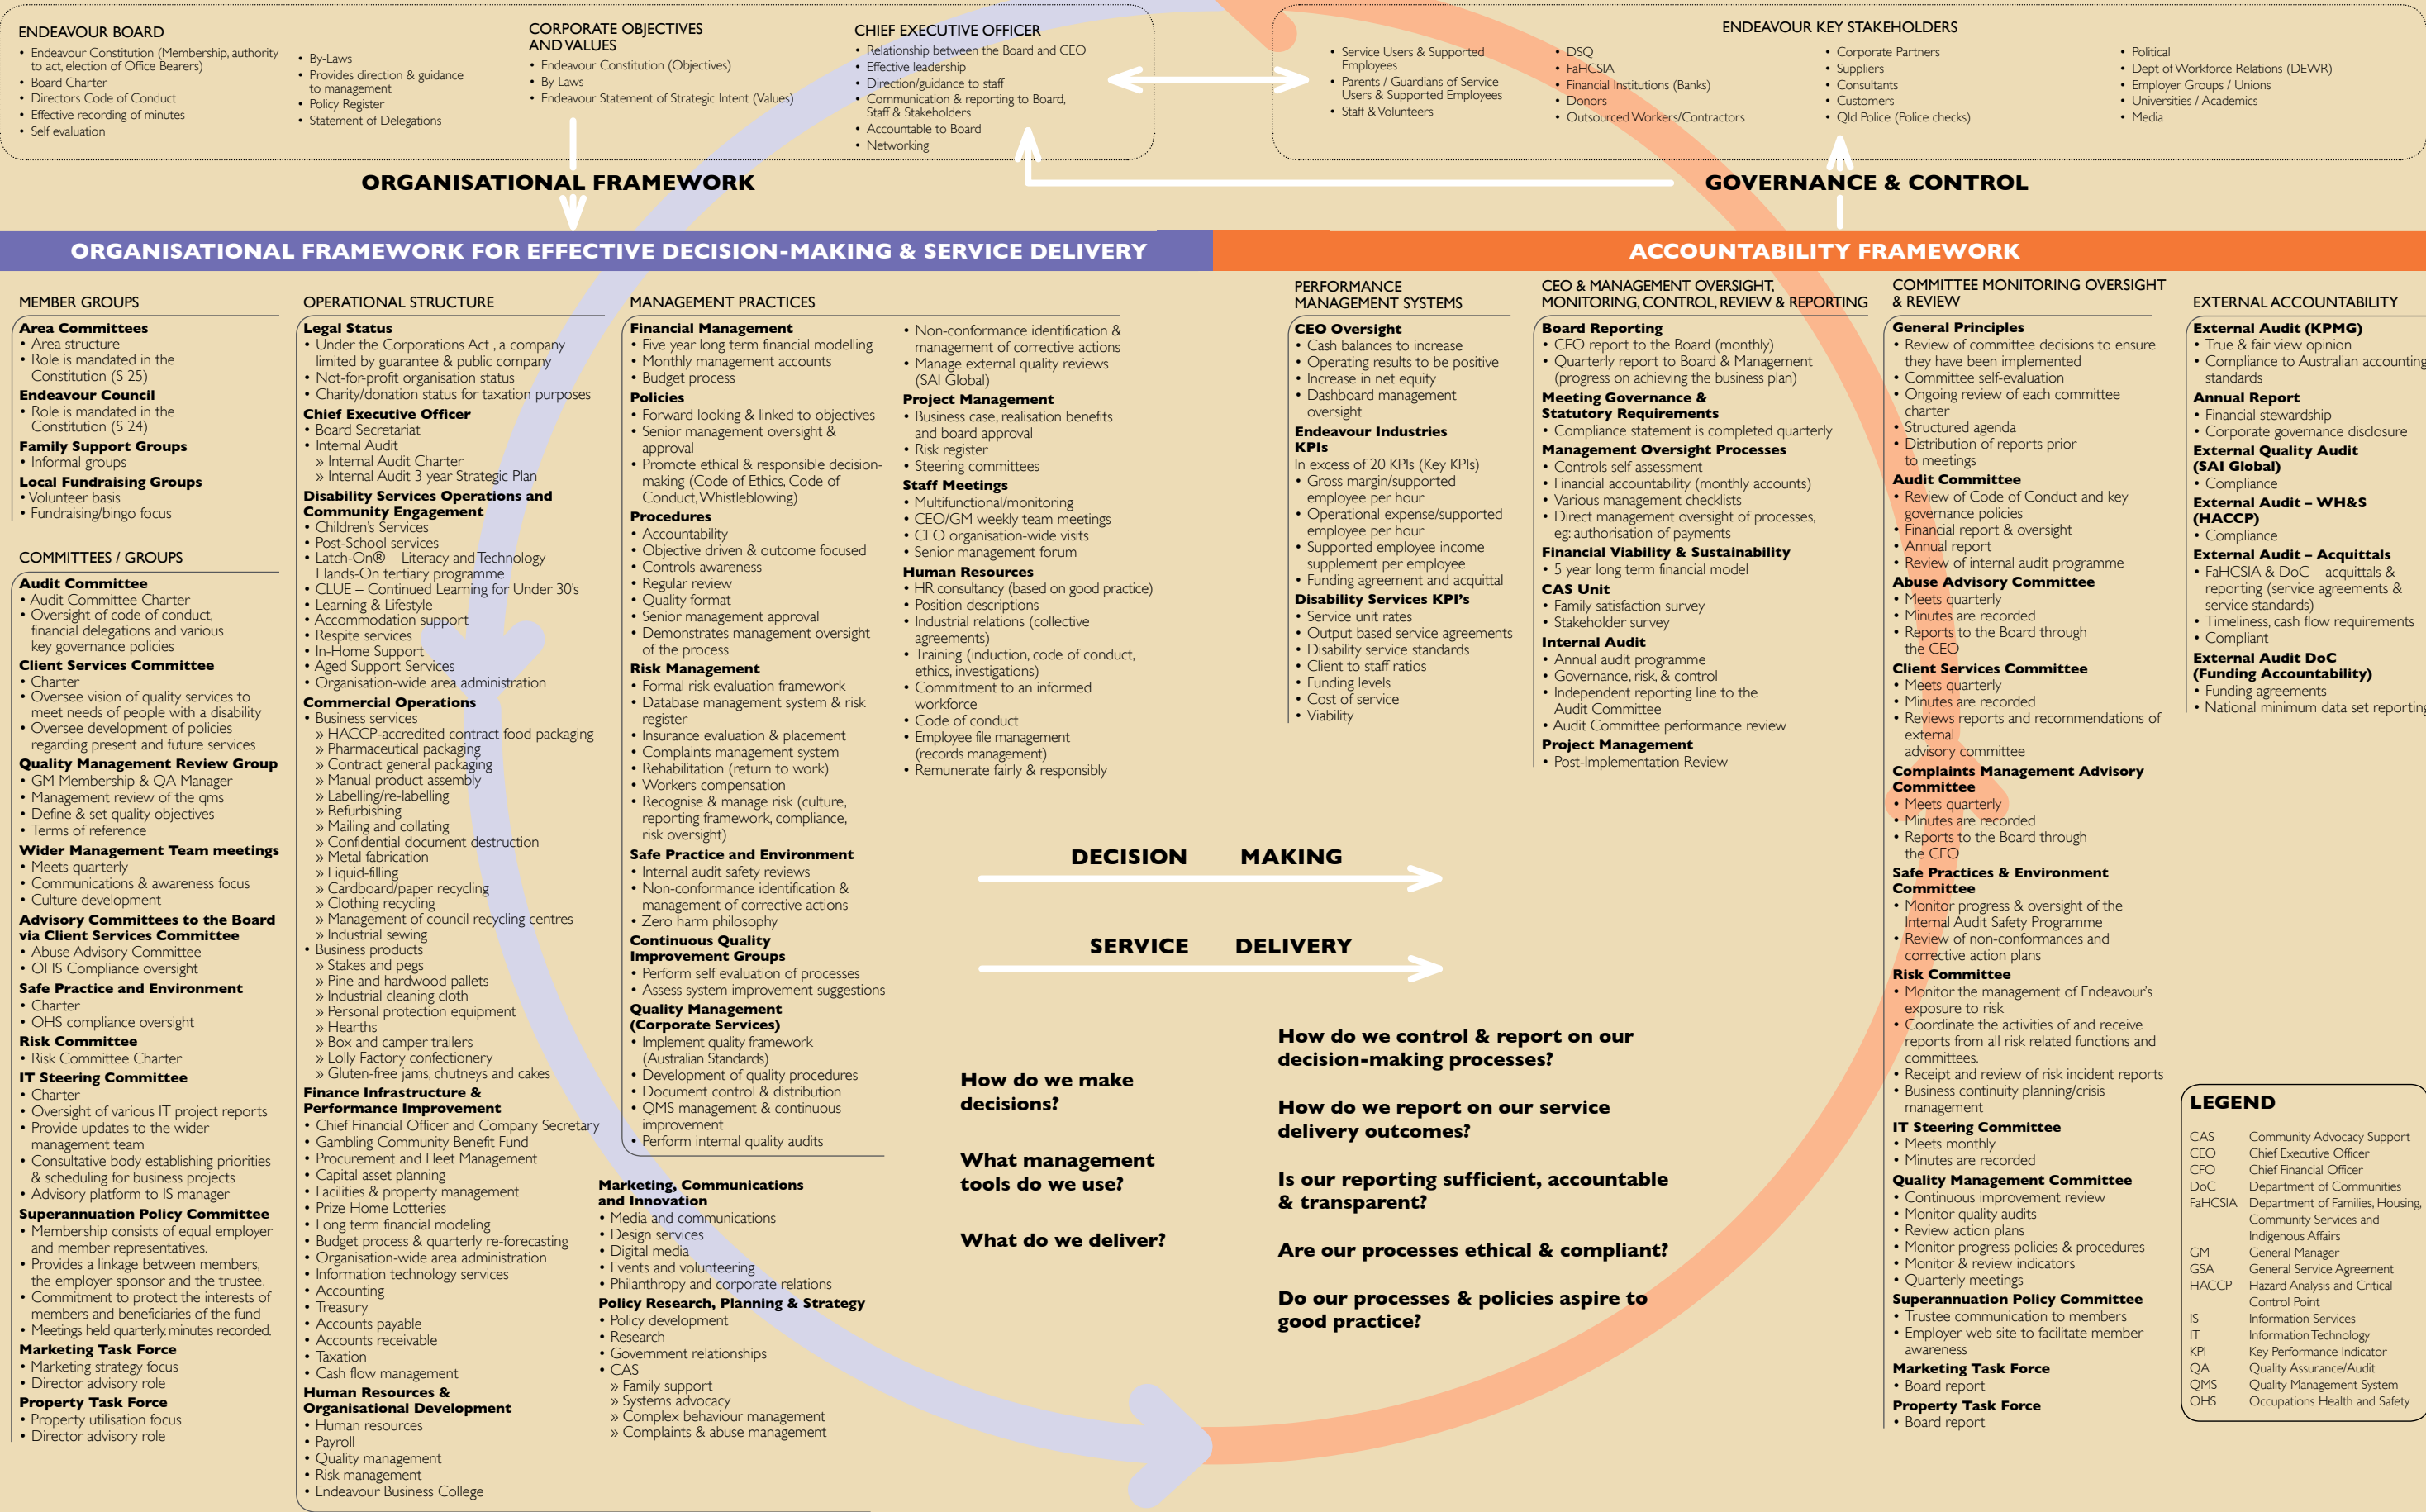 ENDEAVOUR BOARD
• Endeavour Constitution (Membership, authority
to act, election of Office Bearers)
• Board Charter
• Directors Code of Conduct
• Effective recording of minutes
• Self evaluation
• By-Laws
• Provides direction & guidance
to management
• Policy Register
• Statement of Delegations
CORPORATE OBJECTIVES
AND VALUES
• Endeavour Constitution (Objectives)
• By-Laws
• Endeavour Statement of Strategic Intent (Values)
CHIEF EXECUTIVE OFFICER
• Relationship between the Board and CEO
• Effective leadership
• Direction/guidance to staff
• Communication & reporting to Board,
Staff & Stakeholders
• Accountable to Board
• Networking
ENDEAVOUR KEY STAKEHOLDERS
• Service Users & Supported
Employees
• Parents / Guardians of Service
Users & Supported Employees
• Staff & Volunteers
• DSQ
• FaHCSIA
• Financial Institutions (Banks)
• Donors
• Outsourced Workers/Contractors
• Corporate Partners
• Suppliers
• Consultants
• Customers
• Qld Police (Police checks)
• Political
• Dept of Workforce Relations (DEWR)
• Employer Groups / Unions
• Universities / Academics
• Media
ORGANISATIONAL FRAMEWORK
GOVERNANCE & CONTROL
ORGANISATIONAL FRAMEWORK FOR EFFECTIVE DECISION-MAKING & SERVICE DELIVERY
ACCOUNTABILITY FRAMEWORK
MEMBER GROUPS
Area Committees
• Area structure
• Role is mandated in the
Constitution (S 25)
Endeavour Council
• Role is mandated in the
Constitution (S 24)
Family Support Groups
• Informal groups
Local Fundraising Groups
• Volunteer basis
• Fundraising/bingo focus
COMMITTEES / GROUPS
Audit Committee
• Audit Committee Charter
• Oversight of code of conduct,
financial delegations and various
key governance policies
Client Services Committee
• Charter
• Oversee vision of quality services to
meet needs of people with a disability
• Oversee development of policies
regarding present and future services
Quality Management Review Group
• GM Membership & QA Manager
• Management review of the qms
• Define & set quality objectives
• Terms of reference
Wider Management Team meetings
• Meets quarterly
• Communications & awareness focus
• Culture development
Advisory Committees to the Board
via Client Services Committee
• Abuse Advisory Committee
• OHS Compliance oversight
Safe Practice and Environment
• Charter
• OHS compliance oversight
Risk Committee
• Risk Committee Charter
IT Steering Committee
• Charter
• Oversight of various IT project reports
• Provide updates to the wider
management team
• Consultative body establishing priorities
& scheduling for business projects
• Advisory platform to IS manager
Superannuation Policy Committee
• Membership consists of equal employer
and member representatives.
• Provides a linkage between members,
the employer sponsor and the trustee.
• Commitment to protect the interests of
members and beneficiaries of the fund
• Meetings held quarterly. minutes recorded.
Marketing Task Force
• Marketing strategy focus
• Director advisory role
Property Task Force
• Property utilisation focus
• Director advisory role
OPERATIONAL STRUCTURE
Legal Status
• Under the Corporations Act , a company
limited by guarantee & public company
• Not-for-profit organisation status
• Charity/donation status for taxation purposes
Chief Executive Officer
• Board Secretariat
• Internal Audit
» Internal Audit Charter
» Internal Audit 3 year Strategic Plan
Disability Services Operations and
Community Engagement
• Children's Services
• Post-School services
• Latch-On® – Literacy and Technology
Hands-On tertiary programme
• CLUE – Continued Learning for Under 30's
• Learning & Lifestyle
• Accommodation support
• Respite services
• In-Home Support
• Aged Support Services
• Organisation-wide area administration
Commercial Operations
• Business services
» HACCP-accredited contract food packaging
» Pharmaceutical packaging
» Contract general packaging
» Manual product assembly
» Labelling/re-labelling
» Refurbishing
» Mailing and collating
» Confidential document destruction
» Metal fabrication
» Liquid-filling
» Cardboard/paper recycling
» Clothing recycling
» Management of council recycling centres
» Industrial sewing
• Business products
» Stakes and pegs
» Pine and hardwood pallets
» Industrial cleaning cloth
» Personal protection equipment
» Hearths
» Box and camper trailers
» Lolly Factory confectionery
» Gluten-free jams, chutneys and cakes
Finance Infrastructure &
Performance Improvement
• Chief Financial Officer and Company Secretary
• Gambling Community Benefit Fund
• Procurement and Fleet Management
• Capital asset planning
• Facilities & property management
• Prize Home Lotteries
• Long term financial modeling
• Budget process & quarterly re-forecasting
• Organisation-wide area administration
• Information technology services
• Accounting
• Treasury
• Accounts payable
• Accounts receivable
• Taxation
• Cash flow management
Human Resources &
Organisational Development
• Human resources
• Payroll
• Quality management
• Risk management
• Endeavour Business College
Marketing, Communications
and Innovation
• Media and communications
• Design services
• Digital media
• Events and volunteering
• Philanthropy and corporate relations
Policy Research, Planning & Strategy
• Policy development
• Research
• Government relationships
• CAS
» Family support
» Systems advocacy
» Complex behaviour management
» Complaints & abuse management
MANAGEMENT PRACTICES
Financial Management
• Five year long term financial modelling
• Monthly management accounts
• Budget process
Policies
• Forward looking & linked to objectives
• Senior management oversight &
approval
• Promote ethical & responsible decision-
making (Code of Ethics, Code of
Conduct, Whistleblowing)
Procedures
• Accountability
• Objective driven & outcome focused
• Controls awareness
• Regular review
• Quality format
• Senior management approval
• Demonstrates management oversight
of the process
Risk Management
• Formal risk evaluation framework
• Database management system & risk
register
• Insurance evaluation & placement
• Complaints management system
• Rehabilitation (return to work)
• Workers compensation
• Recognise & manage risk (culture,
reporting framework, compliance,
risk oversight)
Safe Practice and Environment
• Internal audit safety reviews
• Non-conformance identification &
management of corrective actions
• Zero harm philosophy
Continuous Quality
Improvement Groups
• Perform self evaluation of processes
• Assess system improvement suggestions
Quality Management
(Corporate Services)
• Implement quality framework
(Australian Standards)
• Development of quality procedures
• Document control & distribution
• QMS management & continuous
improvement
• Perform internal quality audits
• Non-conformance identification &
management of corrective actions
• Manage external quality reviews
(SAI Global)
Project Management
• Business case, realisation benefits
and board approval
• Risk register
• Steering committees
Staff Meetings
• Multifunctional/monitoring
• CEO/GM weekly team meetings
• CEO organisation-wide visits
• Senior management forum
Human Resources
• HR consultancy (based on good practice)
• Position descriptions
• Industrial relations (collective
agreements)
• Training (induction, code of conduct,
ethics, investigations)
• Commitment to an informed
workforce
• Code of conduct
• Employee file management
(records management)
• Remunerate fairly & responsibly
DECISION MAKING
SERVICE DELIVERY
How do we make
decisions?
What management
tools do we use?
What do we deliver?
How do we control & report on our
decision-making processes?
How do we report on our service
delivery outcomes?
Is our reporting sufficient, accountable
& transparent?
Are our processes ethical & compliant?
Do our processes & policies aspire to
good practice?
PERFORMANCE
MANAGEMENT SYSTEMS
CEO Oversight
• Cash balances to increase
• Operating results to be positive
• Increase in net equity
• Dashboard management
oversight
Endeavour Industries
KPIs
In excess of 20 KPIs (Key KPIs)
• Gross margin/supported
employee per hour
• Operational expense/supported
employee per hour
• Supported employee income
supplement per employee
• Funding agreement and acquittal
Disability Services KPI's
• Service unit rates
• Output based service agreements
• Disability service standards
• Client to staff ratios
• Funding levels
• Cost of service
• Viability
CEO & MANAGEMENT OVERSIGHT,
MONITORING, CONTROL, REVIEW & REPORTING
Board Reporting
• CEO report to the Board (monthly)
• Quarterly report to Board & Management
(progress on achieving the business plan)
Meeting Governance &
Statutory Requirements
• Compliance statement is completed quarterly
Management Oversight Processes
• Controls self assessment
• Financial accountability (monthly accounts)
• Various management checklists
• Direct management oversight of processes,
eg: authorisation of payments
Financial Viability & Sustainability
• 5 year long term financial model
CAS Unit
• Family satisfaction survey
• Stakeholder survey
Internal Audit
• Annual audit programme
• Governance, risk, & control
• Independent reporting line to the
Audit Committee
• Audit Committee performance review
Project Management
• Post-Implementation Review
COMMITTEE MONITORING OVERSIGHT
& REVIEW
General Principles
• Review of committee decisions to ensure
they have been implemented
• Committee self-evaluation
• Ongoing review of each committee
charter
• Structured agenda
• Distribution of reports prior
to meetings
Audit Committee
• Review of Code of Conduct and key
governance policies
• Financial report & oversight
• Annual report
• Review of internal audit programme
Abuse Advisory Committee
• Meets quarterly
• Minutes are recorded
• Reports to the Board through
the CEO
Client Services Committee
• Meets quarterly
• Minutes are recorded
• Reviews reports and recommendations of
external
advisory committee
Complaints Management Advisory
Committee
• Meets quarterly
• Minutes are recorded
• Reports to the Board through
the CEO
Safe Practices & Environment
Committee
• Monitor progress & oversight of the
Internal Audit Safety Programme
• Review of non-conformances and
corrective action plans
Risk Committee
• Monitor the management of Endeavour's
exposure to risk
• Coordinate the activities of and receive
reports from all risk related functions and
committees.
• Receipt and review of risk incident reports
• Business continuity planning/crisis
management
IT Steering Committee
• Meets monthly
• Minutes are recorded
Quality Management Committee
• Continuous improvement review
• Monitor quality audits
• Review action plans
• Monitor progress policies & procedures
• Monitor & review indicators
• Quarterly meetings
Superannuation Policy Committee
• Trustee communication to members
• Employer web site to facilitate member
awareness
Marketing Task Force
• Board report
Property Task Force
• Board report
EXTERNAL ACCOUNTABILITY
External Audit (KPMG)
• True & fair view opinion
• Compliance to Australian accounting
standards
Annual Report
• Financial stewardship
• Corporate governance disclosure
External Quality Audit
(SAI Global)
• Compliance
External Audit – WH&S
(HACCP)
• Compliance
External Audit – Acquittals
• FaHCSIA & DoC – acquittals &
reporting (service agreements &
service standards)
• Timeliness, cash flow requirements
• Compliant
External Audit DoC
(Funding Accountability)
• Funding agreements
• National minimum data set reporting
LEGEND
CAS Community Advocacy Support
CEO Chief Executive Officer
CFO Chief Financial Officer
DoC Department of Communities
FaHCSIA Department of Families, Housing,
Community Services and
Indigenous Affairs
GM General Manager
GSA General Service Agreement
HACCP Hazard Analysis and Critical
Control Point
IS Information Services
IT Information Technology
KPI Key Performance Indicator
QA Quality Assurance/Audit
QMS Quality Management System
OHS Occupations Health and Safety